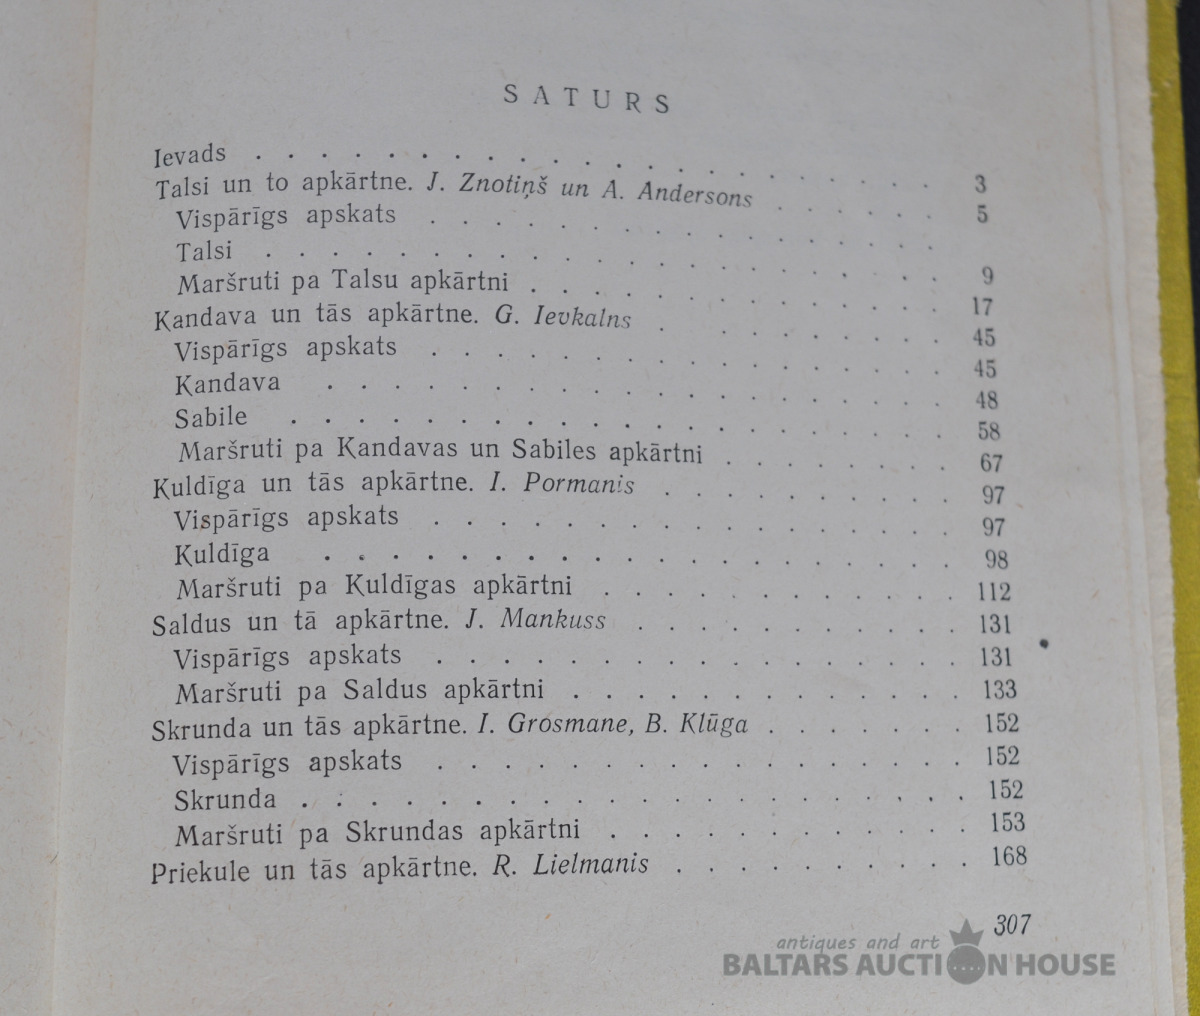 SATURS
Ievads . . . . . . . . . . . . . . . . . . . . . 3
Talsi un to apkārtne. J. Znotiņš un A. Andersons . . . . . . 5
Vispārīgs apskats . . . . . . . . . . . . . . . .
Talsi . . . . . . . . . . . . . . . . . . . . . 9
Maršruti pa Talsu apkārtni . . . . . . . . . . . . . 17
Kandava un tās apkārtne. G. Ievkalns . . . . . . . . . 45
Vispārīgs apskats . . . . . . . . . . . . . . . . 45
Kandava . . . . . . . . . . . . . . . . . . . 48
Sabile . . . . . . . . . . . . . . . . . . . . 58
Maršruti pa Kandavas un Sabiles apkārtni . . . . . . . 67
Kuldīga un tās apkārtne. I. Pormanis . . . . . . . . . 97
Vispārīgs apskats . . . . . . . . . . . . . . . . 97
Kuldīga . . . . . . . . . . . . . . . . . . . 98
Maršruti pa Kuldīgas apkārtni . . . . . . . . . . . 112
Saldus un tā apkārtne. J. Mankuss . . . . . . . . . . 131
Vispārīgs apskats . . . . . . . . . . . . . . . . 131
Maršruti pa Saldus apkārtni . . . . . . . . . . . . 133
Skrunda un tās apkārtne. I. Grosmane, B. Klūga . . . . . . 152
Vispārīgs apskats . . . . . . . . . . . . . . . . 152
Skrunda . . . . . . . . . . . . . . . . . . . . 152
Maršruti pa Skrundas apkārtni . . . . . . . . . . . 153
Priekule un tās apkārtne. R. Lielmanis . . . . . . . . . 168
307
antiques and art
BALTARS AUCTION HOUSE